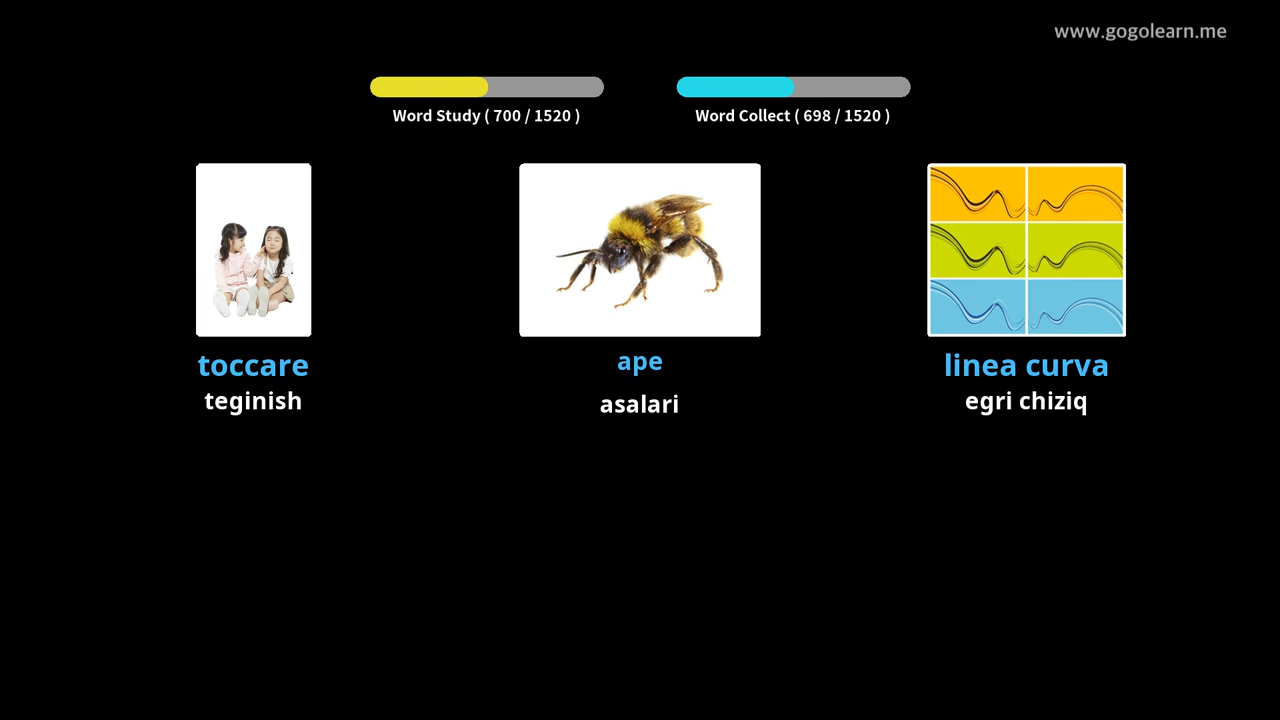 www.gogolearn.me
Word Study ( 700 / 1520 )
Word Collect ( 698 / 1520 )
toccare
teginish
ape
asalari
linea curva
egri chiziq